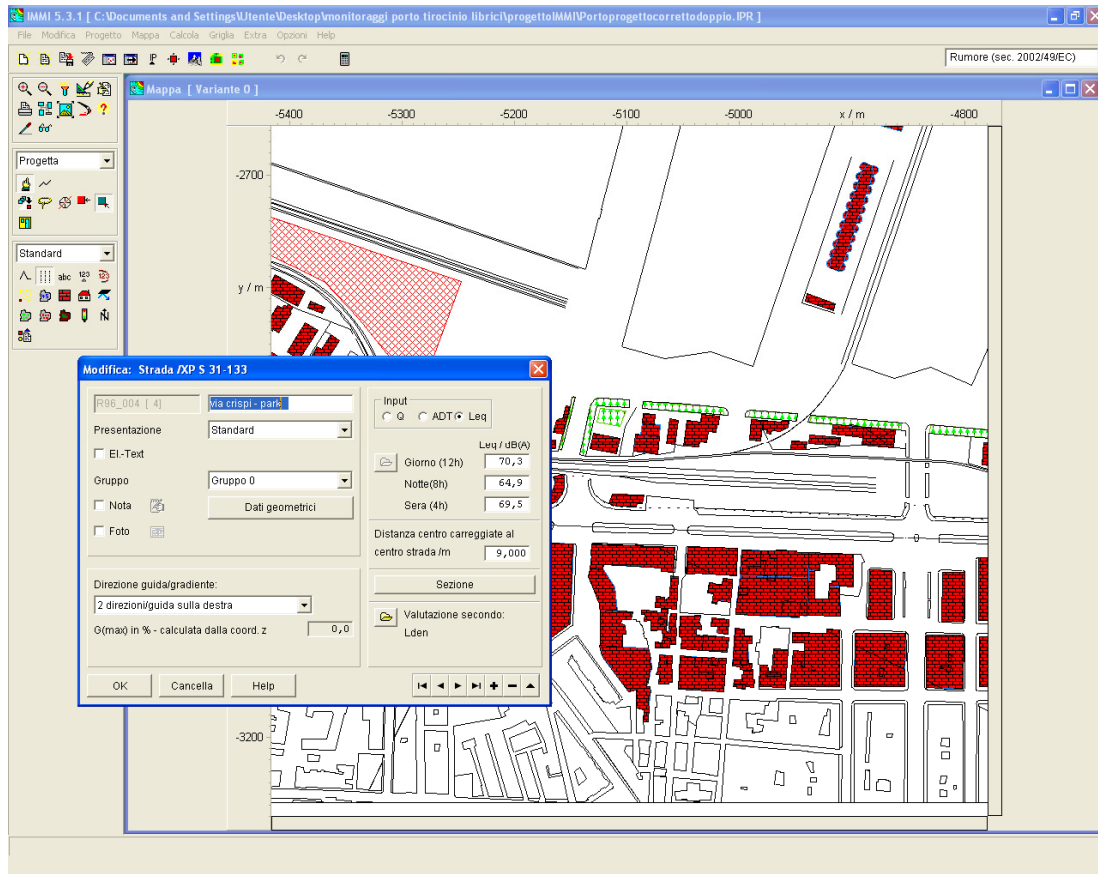 IMMI 5.3.1 [ C:\Documents and Settings\Utente\Desktop\monitoraggi porto tirocinio librici\progettoIMMI\Portoprogettocorrettodoppio.IPR ]
File Modifica Progetto Mappa Calcola Griglia Extra Opzioni Help
Rumore (sec. 2002/49/EC)
Mappa [ Variante 0 ]
-5400 -5300 -5200 -5100 -5000 x / m -4800
-2700
y / m
-3200
Progetta
Standard
abc 123 123
Modifica: Strada /XP S 31-133
R96_004 [ 4] via crispi - park
Presentazione Standard
El.-Text
Gruppo Gruppo 0
Nota Dati geometrici
Foto
Direzione guida/gradiente:
2 direzioni/guida sulla destra
G(max) in % - calculata dalla coord. z 0,0
OK Cancella Help
Input
Q ADT Leq
Leq / dB(A)
Giorno (12h) 70,3
Notte(8h) 64,9
Sera (4h) 69,5
Distanza centro carreggiate al
centro strada /m 9,000
Sezione
Valutazione secondo:
Lden